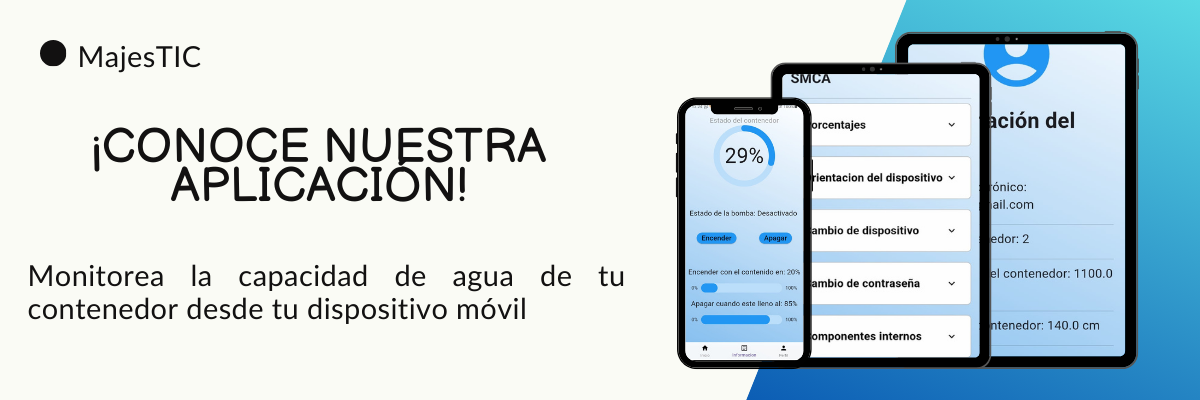 MajesTIC
¡CONOCE NUESTRA
APLICACIÓN!
Monitorea la capacidad de agua de tu
contenedor desde tu dispositivo móvil
Estado del contenedor
29%
Estado de la bomba: Desactivado
Encender Apagar
Encender con el contenido en: 20%
0% 100%
Apagar cuando este lleno al: 85%
0% 100%
Informacion
SMCA
orcentajes
rientacion del dispositivo
ambio de dispositivo
ambio de contraseña
omponentes internos
ación del
rónico:
ail.com
edor: 2
el contenedor: 1100.0
ntenedor: 140.0 cm